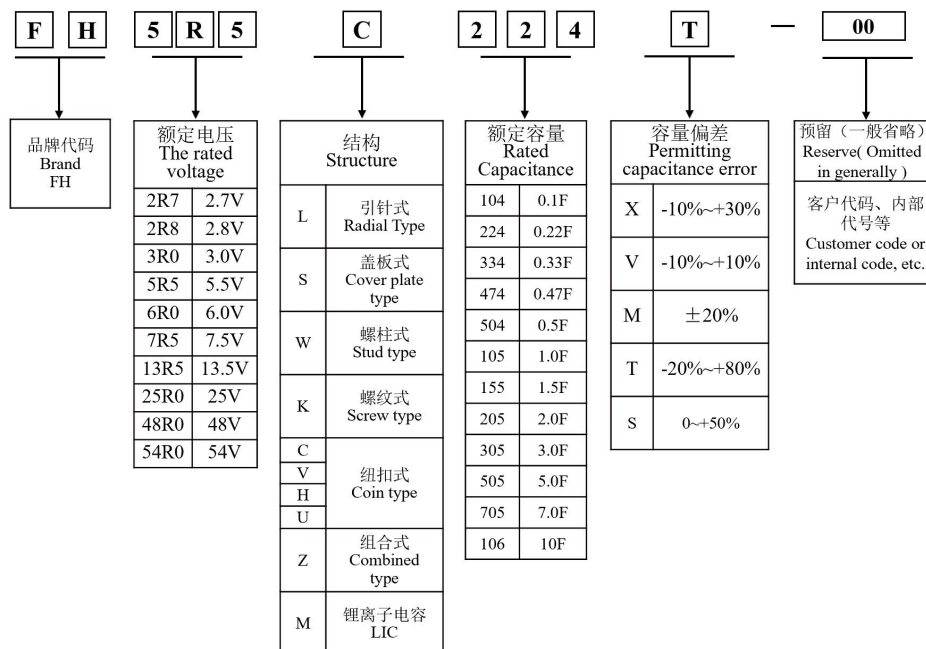 F H 5 R 5 C 2 2 4 T — 00
品牌代码
Brand
FH
额定电压
The rated
voltage
2R7 2.7V
2R8 2.8V
3R0 3.0V
5R5 5.5V
6R0 6.0V
7R5 7.5V
13R5 13.5V
25R0 25V
48R0 48V
54R0 54V
结构
Structure
L 引针式
Radial Type
S 盖板式
Cover plate
type
W 螺柱式
Stud type
K 螺纹式
Screw type
C
V
H
U
纽扣式
Coin type
Z 组合式
Combined
type
M 锂离子电容
LIC
额定容量
Rated
Capacitance
104 0.1F
224 0.22F
334 0.33F
474 0.47F
504 0.5F
105 1.0F
155 1.5F
205 2.0F
305 3.0F
505 5.0F
705 7.0F
106 10F
容量偏差
Permitting
capacitance error
X -10%~+30%
V -10%~+10%
M ±20%
T -20%~+80%
S 0~+50%
预留（一般省略）
Reserve( Omitted
in generally )
客户代码、内部
代号等
Customer code or
internal code, etc.